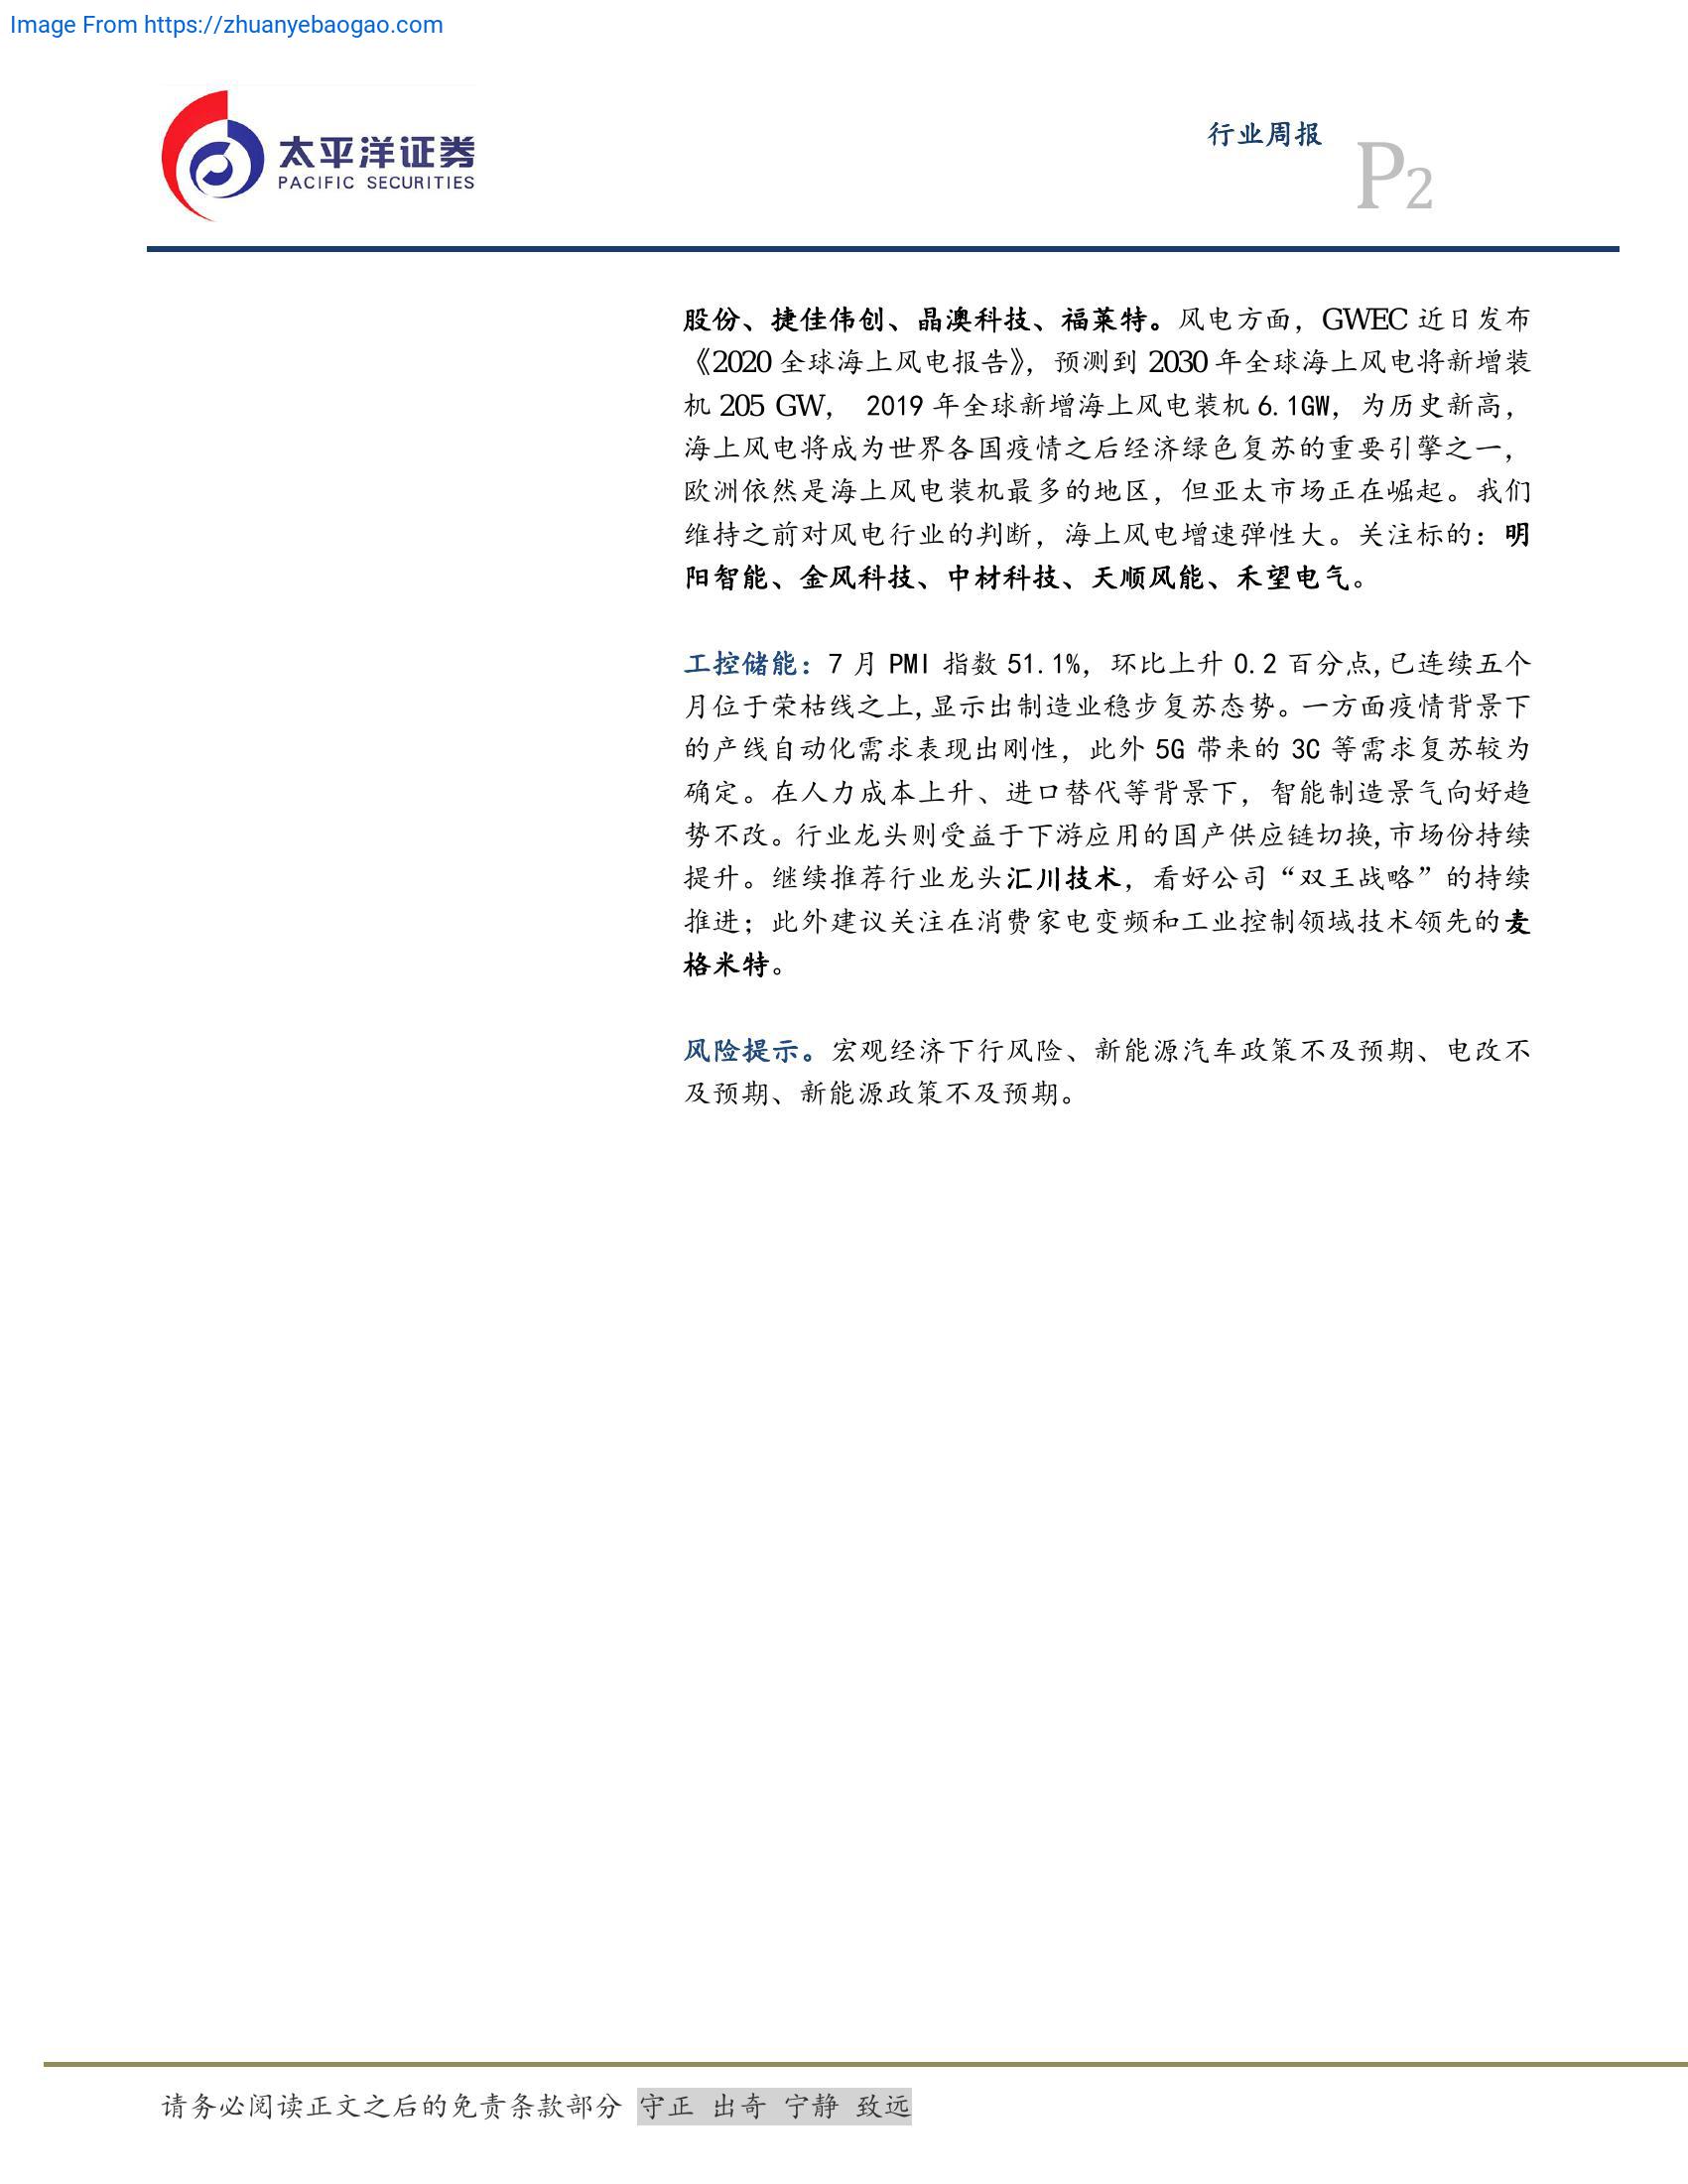 Image From https://zhuanyebaogao.com
太平洋证券
PACIFIC SECURITIES
行业周报
P2
股份、捷佳伟创、晶澳科技、福莱特。风电方面，GWEC 近日发布
《2020 全球海上风电报告》，预测到 2030 年全球海上风电将新增装
机 205 GW， 2019 年全球新增海上风电装机 6.1GW，为历史新高，
海上风电将成为世界各国疫情之后经济绿色复苏的重要引擎之一，
欧洲依然是海上风电装机最多的地区，但亚太市场正在崛起。我们
维持之前对风电行业的判断，海上风电增速弹性大。关注标的：明
阳智能、金风科技、中材科技、天顺风能、禾望电气。
工控储能：7 月 PMI 指数 51.1%，环比上升 0.2 百分点,已连续五个
月位于荣枯线之上,显示出制造业稳步复苏态势。一方面疫情背景下
的产线自动化需求表现出刚性，此外 5G 带来的 3C 等需求复苏较为
确定。在人力成本上升、进口替代等背景下，智能制造景气向好趋
势不改。行业龙头则受益于下游应用的国产供应链切换,市场份持续
提升。继续推荐行业龙头汇川技术，看好公司“双王战略”的持续
推进；此外建议关注在消费家电变频和工业控制领域技术领先的麦
格米特。
风险提示。宏观经济下行风险、新能源汽车政策不及预期、电改不
及预期、新能源政策不及预期。
请务必阅读正文之后的免责条款部分 守正 出奇 宁静 致远